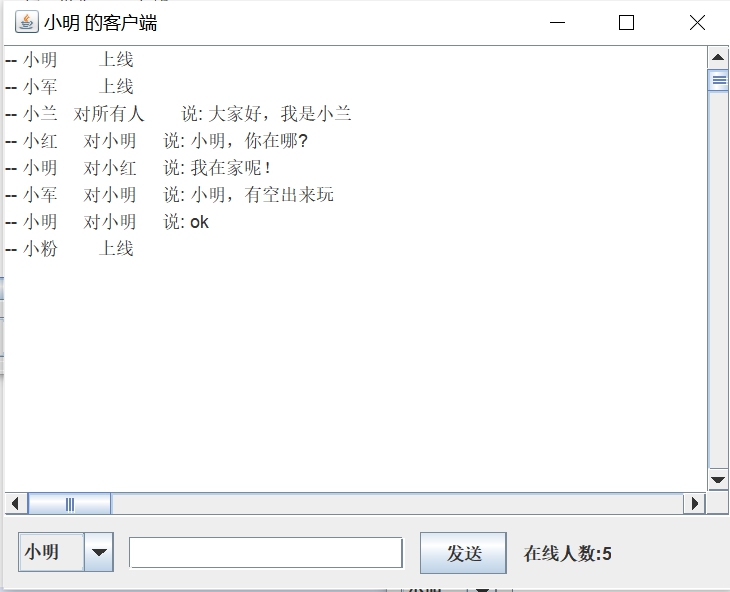 小明 的客户端
-- 小明 上线
-- 小军 上线
-- 小兰 对所有人 说: 大家好，我是小兰
-- 小红 对小明 说: 小明，你在哪?
-- 小明 对小红 说: 我在家呢！
-- 小军 对小明 说: 小明，有空出来玩
-- 小明 对小明 说: ok
-- 小粉 上线
小明 发送 在线人数:5